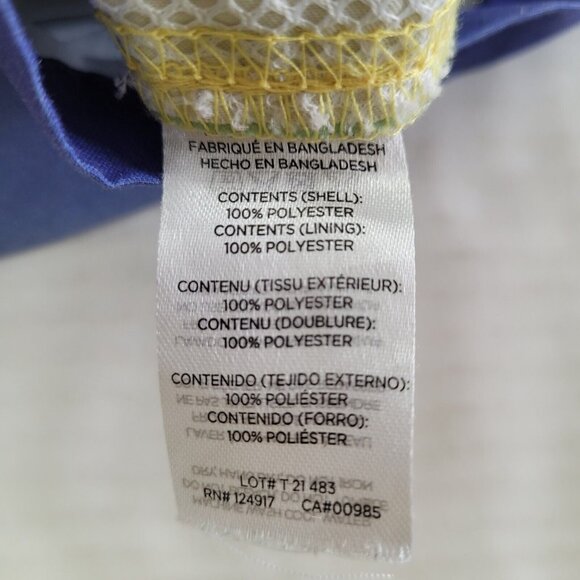 FABRIQUÉ EN BANGLADESH
HECHO EN BANGLADESH
CONTENTS (SHELL):
100% POLYESTER
CONTENTS (LINING):
100% POLYESTER
CONTENU (TISSU EXTÉRIEUR):
100% POLYESTER
CONTENU (DOUBLURE):
100% POLYESTER
CONTENIDO (TEJIDO EXTERNO):
100% POLIÉSTER
CONTENIDO (FORRO):
100% POLIÉSTER
LOT# T 21 483
RN# 124917 CA#00985